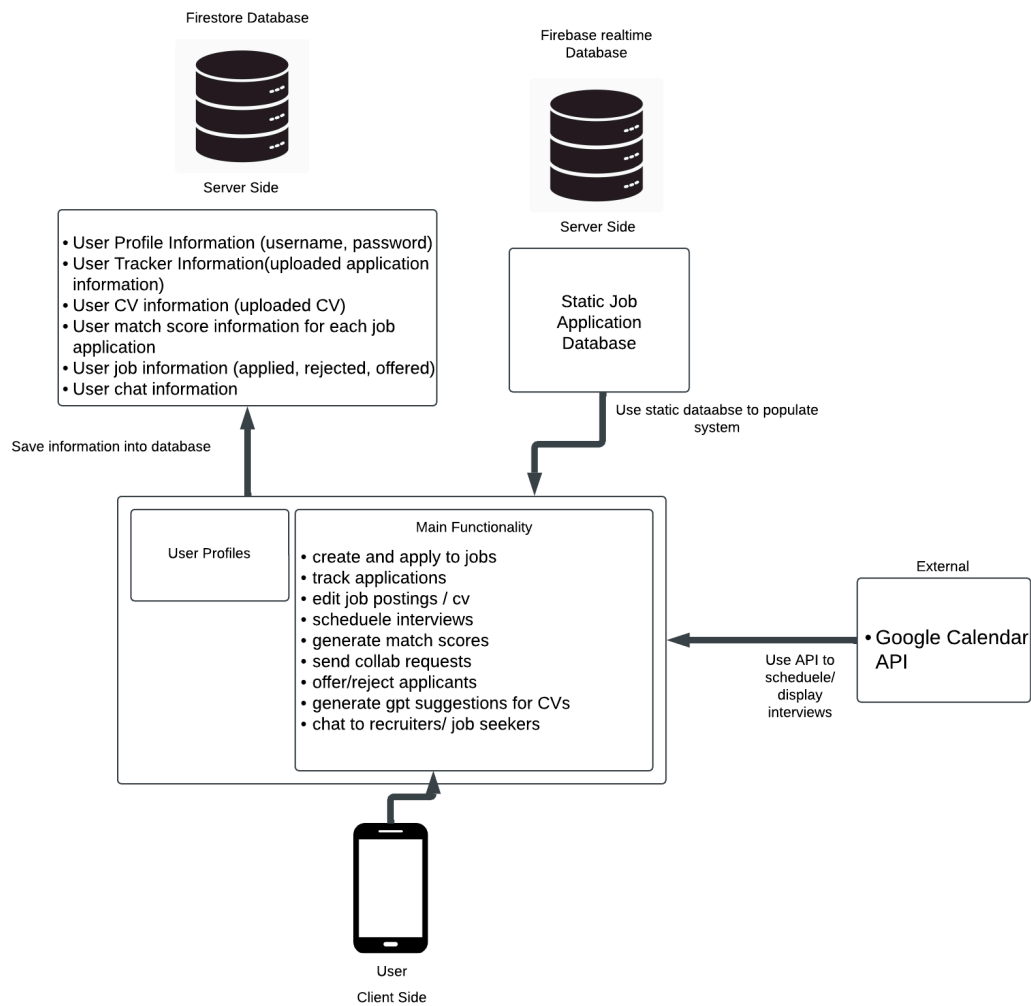 Firestore Database
Firebase realtime
Database
Server Side
Server Side
• User Profile Information (username, password)
• User Tracker Information(uploaded application
information)
• User CV information (uploaded CV)
• User match score information for each job
application
• User job information (applied, rejected, offered)
• User chat information
Static Job
Application
Database
Use static dataabse to populate
system
Save information into database
User Profiles
Main Functionality
• create and apply to jobs
• track applications
• edit job postings / cv
• scheduele interviews
• generate match scores
• send collab requests
• offer/reject applicants
• generate gpt suggestions for CVs
• chat to recruiters/ job seekers
External
• Google Calendar
API
Use API to
scheduele/
display
interviews
User
Client Side